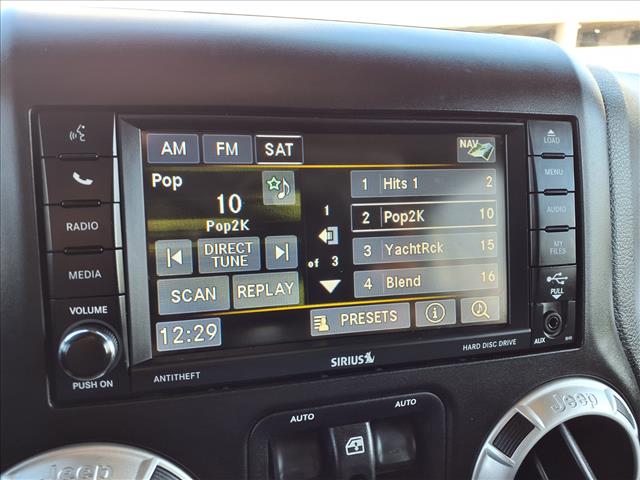 RADIO
MEDIA
VOLUME
PUSH ON
ANTITHEFT
AM FM SAT NAV
Pop
10
Pop2K
DIRECT
TUNE
SCAN REPLAY
12:29
1
of 3
1 Hits 1 2
2 Pop2K 10
3 YachtRck 15
4 Blend 16
PRESETS
SIRIUS
HARD DISC DRIVE
LOAD
MENU
AUDIO
MY
FILES
PULL
AUX
AUTO AUTO
Jeep
Jeep